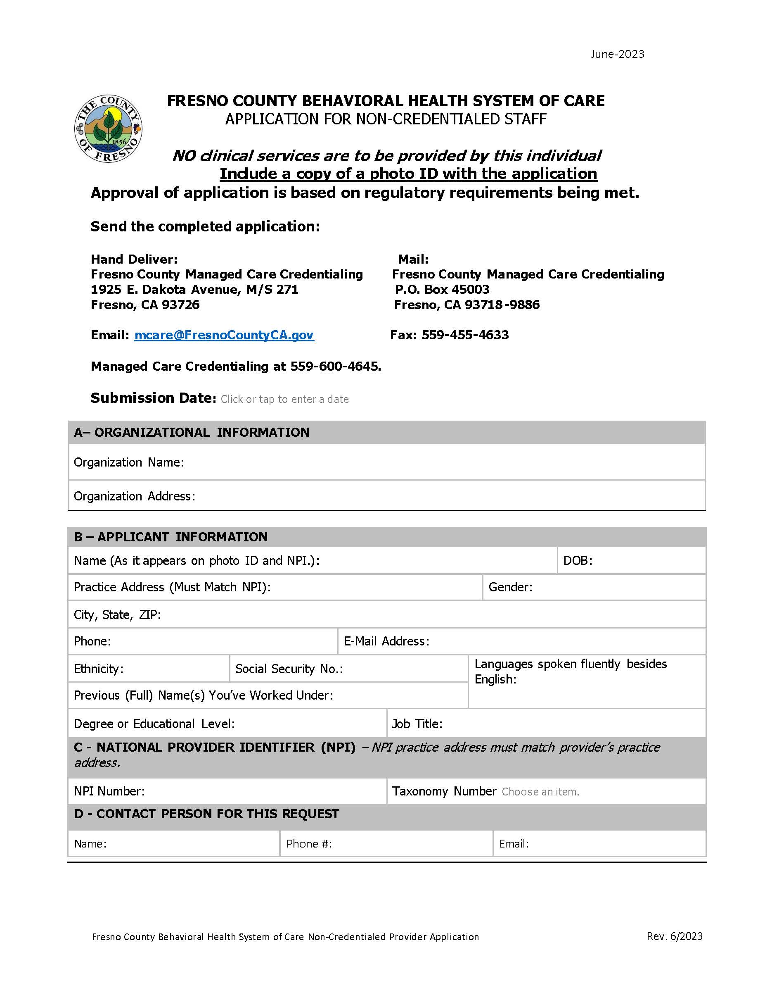 June-2023
THE COUNTY OF FRESNO
1856
FRESNO COUNTY BEHAVIORAL HEALTH SYSTEM OF CARE
APPLICATION FOR NON-CREDENTIALED STAFF
NO clinical services are to be provided by this individual
Include a copy of a photo ID with the application
Approval of application is based on regulatory requirements being met.
Send the completed application:
Hand Deliver: Mail:
Fresno County Managed Care Credentialing Fresno County Managed Care Credentialing
1925 E. Dakota Avenue, M/S 271 P.O. Box 45003
Fresno, CA 93726 Fresno, CA 93718-9886
Email: mcare@FresnoCountyCA.gov Fax: 559-455-4633
Managed Care Credentialing at 559-600-4645.
Submission Date: Click or tap to enter a date
A– ORGANIZATIONAL INFORMATION
Organization Name:
Organization Address:
B – APPLICANT INFORMATION
Name (As it appears on photo ID and NPI.): DOB:
Practice Address (Must Match NPI): Gender:
City, State, ZIP:
Phone: E-Mail Address:
Ethnicity: Social Security No.: Languages spoken fluently besides
English:
Previous (Full) Name(s) You’ve Worked Under:
Degree or Educational Level: Job Title:
C - NATIONAL PROVIDER IDENTIFIER (NPI) – NPI practice address must match provider’s practice
address.
NPI Number: Taxonomy Number Choose an item.
D - CONTACT PERSON FOR THIS REQUEST
Name: Phone #: Email:
Fresno County Behavioral Health System of Care Non-Credentialed Provider Application Rev. 6/2023